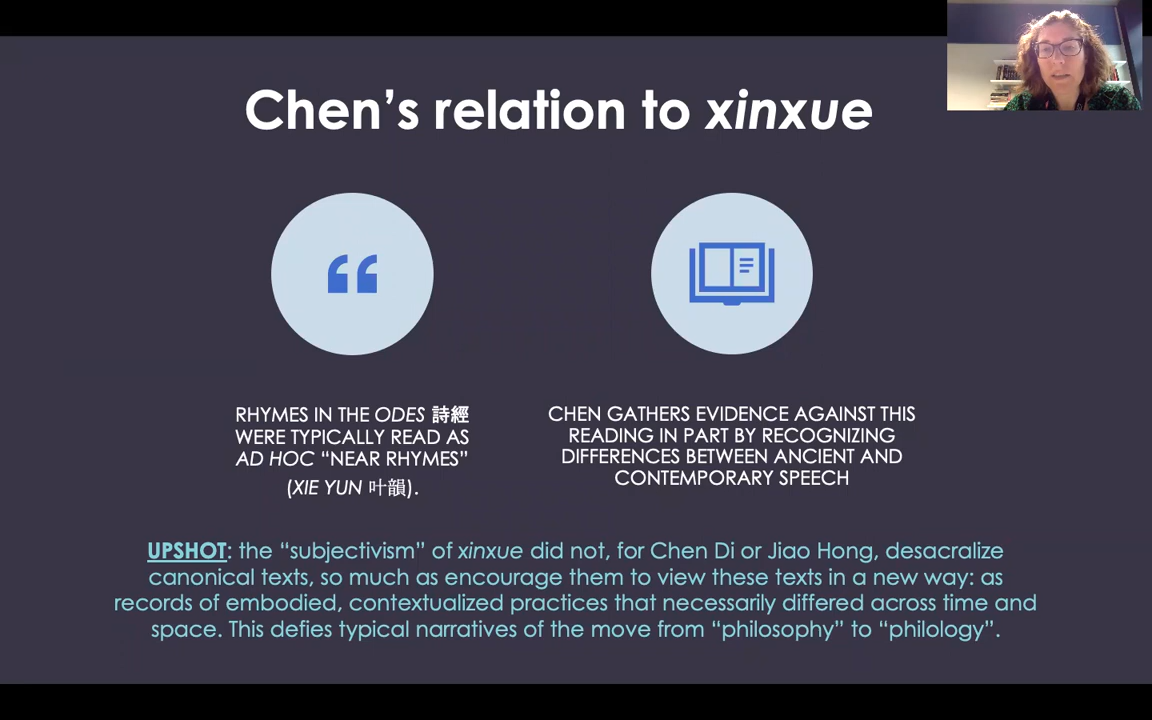 Chen’s relation to xinxue
RHYMES IN THE ODES 詩經
WERE TYPICALLY READ AS
AD HOC “NEAR RHYMES”
(XIE YUN 叶韻).
CHEN GATHERS EVIDENCE AGAINST THIS
READING IN PART BY RECOGNIZING
DIFFERENCES BETWEEN ANCIENT AND
CONTEMPORARY SPEECH
UPSHOT: the “subjectivism” of xinxue did not, for Chen Di or Jiao Hong, desacralize
canonical texts, so much as encourage them to view these texts in a new way: as
records of embodied, contextualized practices that necessarily differed across time and
space. This defies typical narratives of the move from “philosophy” to “philology”.